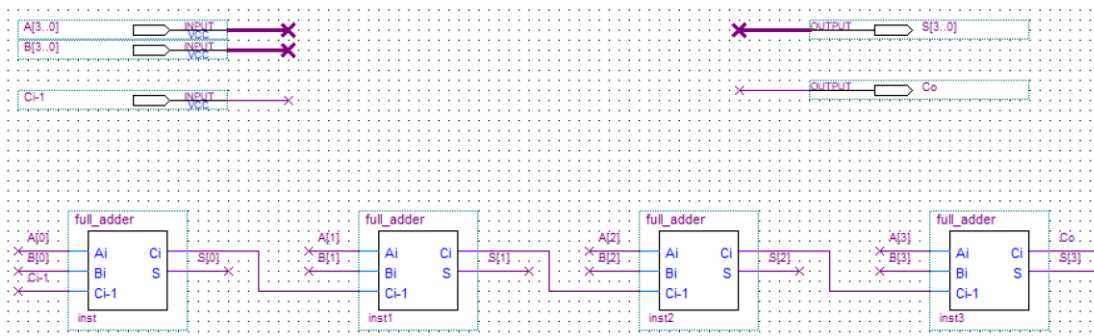 A[3..0] INPUT VCC OUTPUT S[3..0]
B[3..0] INPUT VCC
Ci-1 INPUT VCC OUTPUT Co
full_adder full_adder full_adder full_adder
A[0] Ai Ci A[1] Ai Ci A[2] Ai Ci A[3] Ai Ci Co
B[0] Bi S S[0] B[1] Bi S S[1] B[2] Bi S S[2] B[3] Bi S S[3]
Ci-1 Ci-1 Ci-1 Ci-1 Ci-1
inst inst1 inst2 inst3